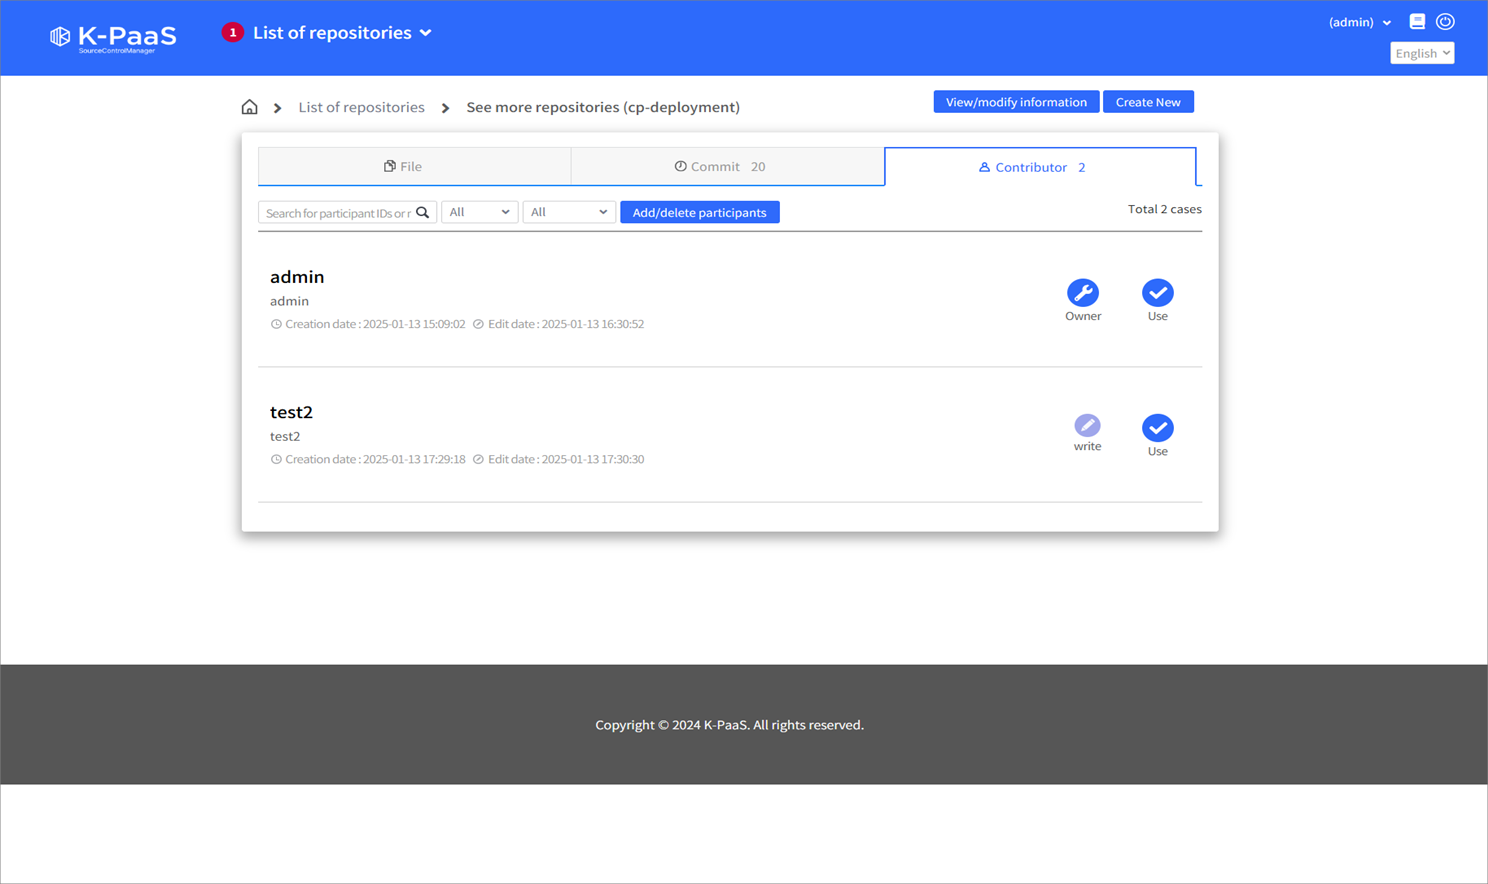 K-PaaS
SourceControlManager
1 List of repositories
(admin)
English
List of repositories
See more repositories (cp-deployment)
View/modify information
Create New
File
Commit 20
Contributor 2
Search for participant IDs or r
All
All
Add/delete participants
Total 2 cases
admin
admin
Creation date : 2025-01-13 15:09:02 Edit date : 2025-01-13 16:30:52
Owner
Use
test2
test2
Creation date : 2025-01-13 17:29:18 Edit date : 2025-01-13 17:30:30
write
Use
Copyright © 2024 K-PaaS. All rights reserved.